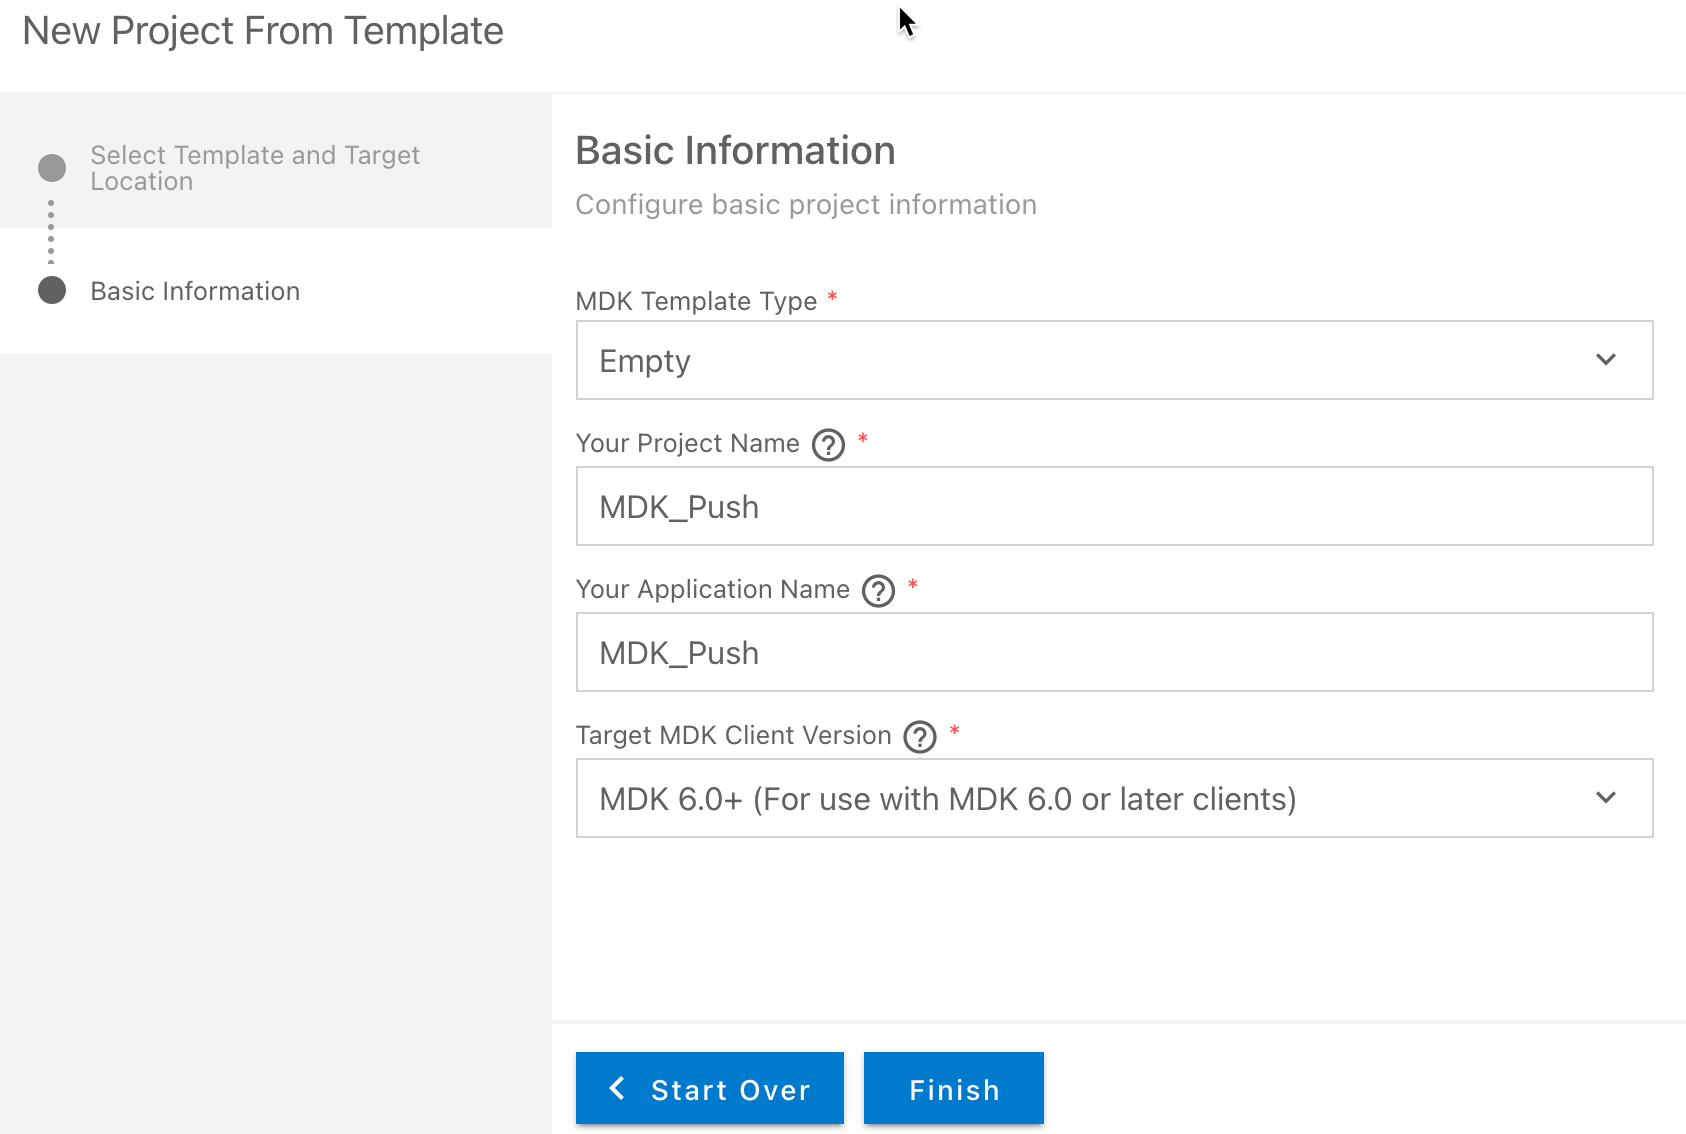 New Project From Template
Select Template and Target
Location
Basic Information
Basic Information
Configure basic project information
MDK Template Type *
Empty
Your Project Name ? *
MDK_Push
Your Application Name ? *
MDK_Push
Target MDK Client Version ? *
MDK 6.0+ (For use with MDK 6.0 or later clients)
Start Over
Finish